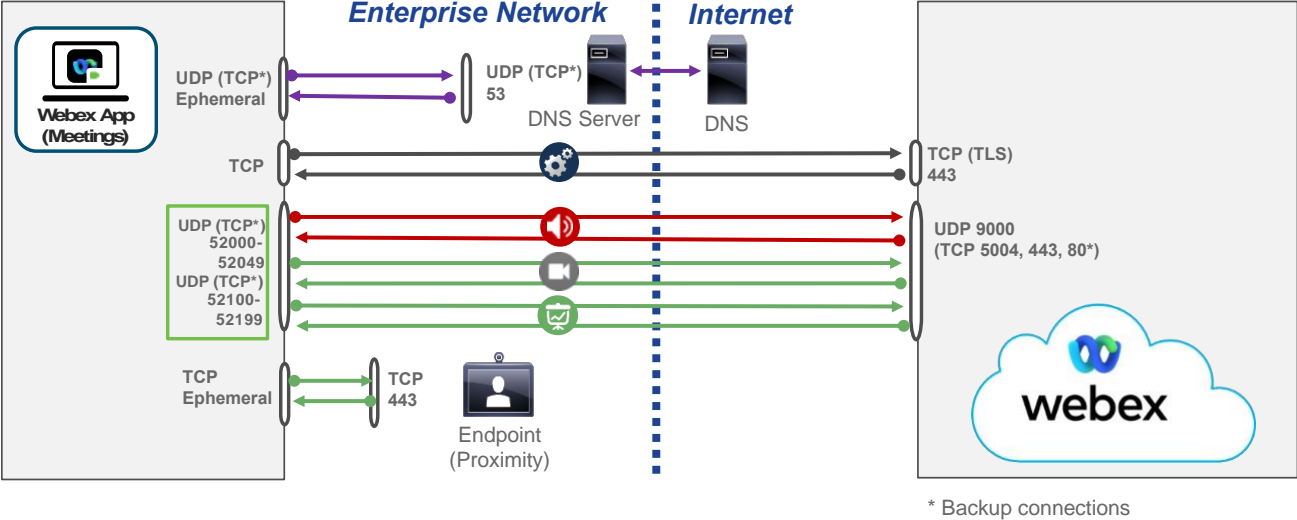 Enterprise Network
Internet
Webex App
(Meetings)
UDP (TCP*)
Ephemeral
UDP (TCP*)
53
DNS Server
DNS
TCP
TCP (TLS)
443
UDP (TCP*)
52000-
52049
UDP (TCP*)
52100-
52199
UDP 9000
(TCP 5004, 443, 80*)
TCP
Ephemeral
TCP
443
Endpoint
(Proximity)
webex
* Backup connections